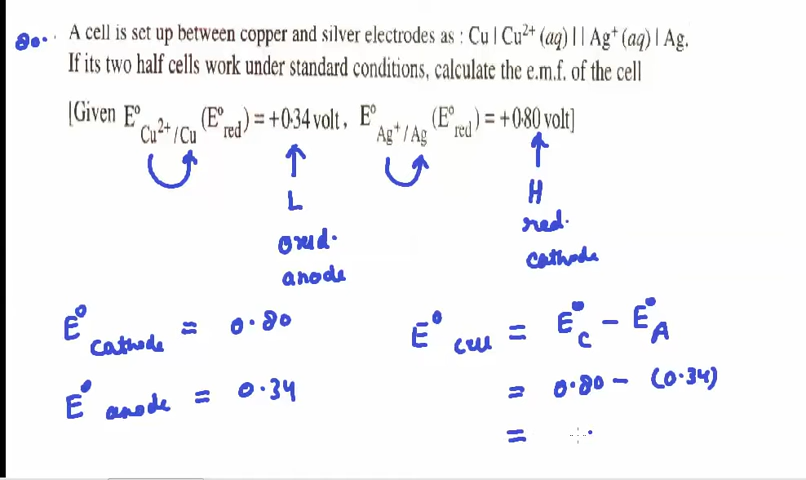 20. A cell is set up between copper and silver electrodes as : Cu | Cu²⁺ (aq) | | Ag⁺ (aq) | Ag.
If its two half cells work under standard conditions, calculate the e.m.f. of the cell
[Given E° Cu²⁺/Cu (E° red) = +0·34 volt, E° Ag⁺/Ag (E° red) = +0·80 volt]
L
oxid.
anode
H
red.
cathode
E° cathode = 0.80
E° anode = 0.34
E° cell = E°C - E°A
= 0.80 - (0.34)
=